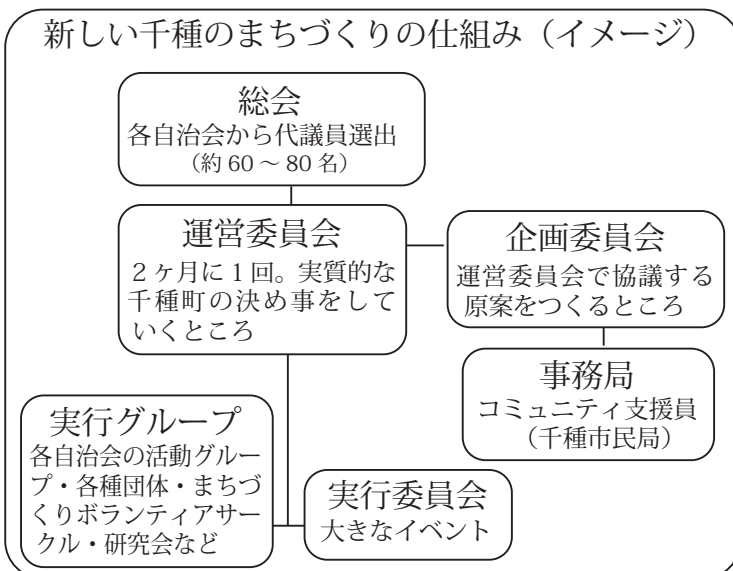 新しい千種のまちづくりの仕組み（イメージ）
総会
各自治会から代議員選出
（約 60 ～ 80 名）
運営委員会
２ヶ月に１回。実質的な
千種町の決め事をして
いくところ
企画委員会
運営委員会で協議する
原案をつくるところ
事務局
コミュニティ支援員
（千種市民局）
実行グループ
各自治会の活動グルー
プ・各種団体・まちづ
くりボランティアサー
クル・研究会など
実行委員会
大きなイベント